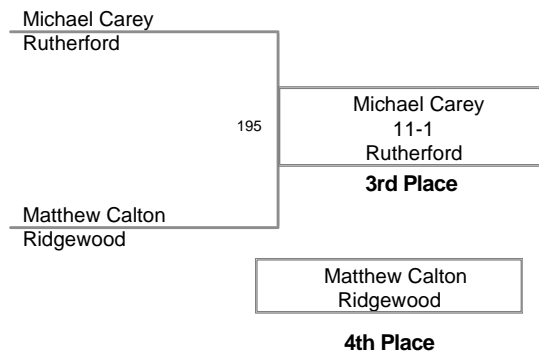 Michael Carey
Rutherford
195
Michael Carey
11-1
Rutherford
3rd Place
Matthew Calton
Ridgewood
Matthew Calton
Ridgewood
4th Place